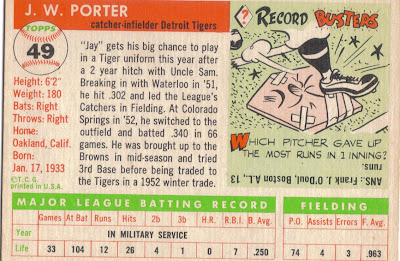 J. W. PORTER
catcher-infielder Detroit Tigers
TOPPS
49
Height: 6'2"
Weight: 180
Bats: Right
Throws: Right
Home:
Oakland, Calif.
Born:
Jan. 17, 1933
©T.C.G.
printed in U.S.A.
"Jay" gets his big chance to play
in a Tiger uniform this year after
a 2 year hitch with Uncle Sam.
Breaking in with Waterloo in '51,
he hit .302 and led the League's
Catchers in Fielding. At Colorado
Springs in '52, he switched to the
outfield and batted .340 in 66
games. He was brought up to the
Browns in mid-season and tried
3rd Base before being traded to
the Tigers in a 1952 winter trade.
? RECORD BUSTERS
WHICH PITCHER GAVE UP
THE MOST RUNS IN 1 INNING?
ANS: Frank J. O'Doul Boston A.L., 13
runs!
MAJOR LEAGUE BATTING RECORD
Games At Bat Runs Hits 2b 3b H.R. R.B.I. B. Avg.
Year IN MILITARY SERVICE
Life 33 104 12 26 4 1 0 7 .250
FIELDING
P.O. Assists Errors F. Avg.
74 4 3 .963